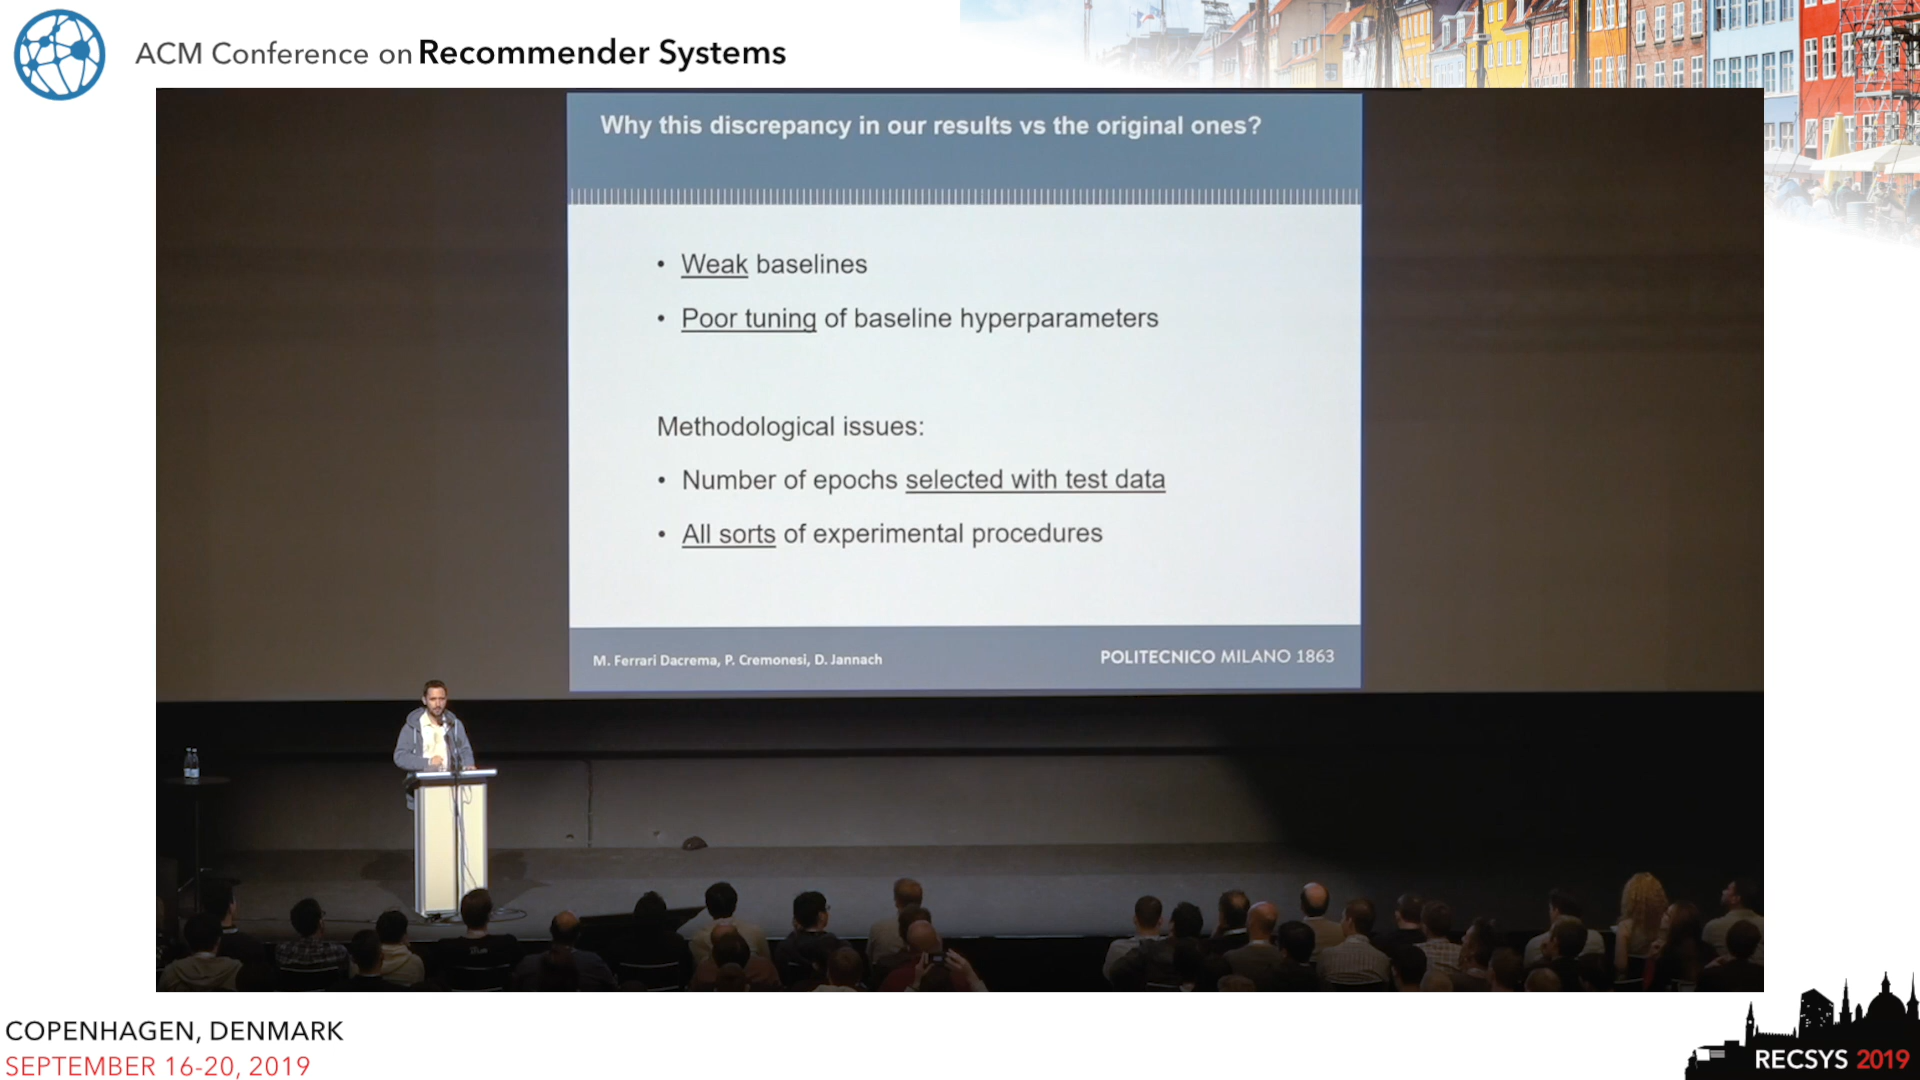 ACM Conference on Recommender Systems
Why this discrepancy in our results vs the original ones?
• Weak baselines
• Poor tuning of baseline hyperparameters
Methodological issues:
• Number of epochs selected with test data
• All sorts of experimental procedures
M. Ferrari Dacrema, P. Cremonesi, D. Jannach
POLITECNICO MILANO 1863
COPENHAGEN, DENMARK
SEPTEMBER 16-20, 2019
RECSYS 2019